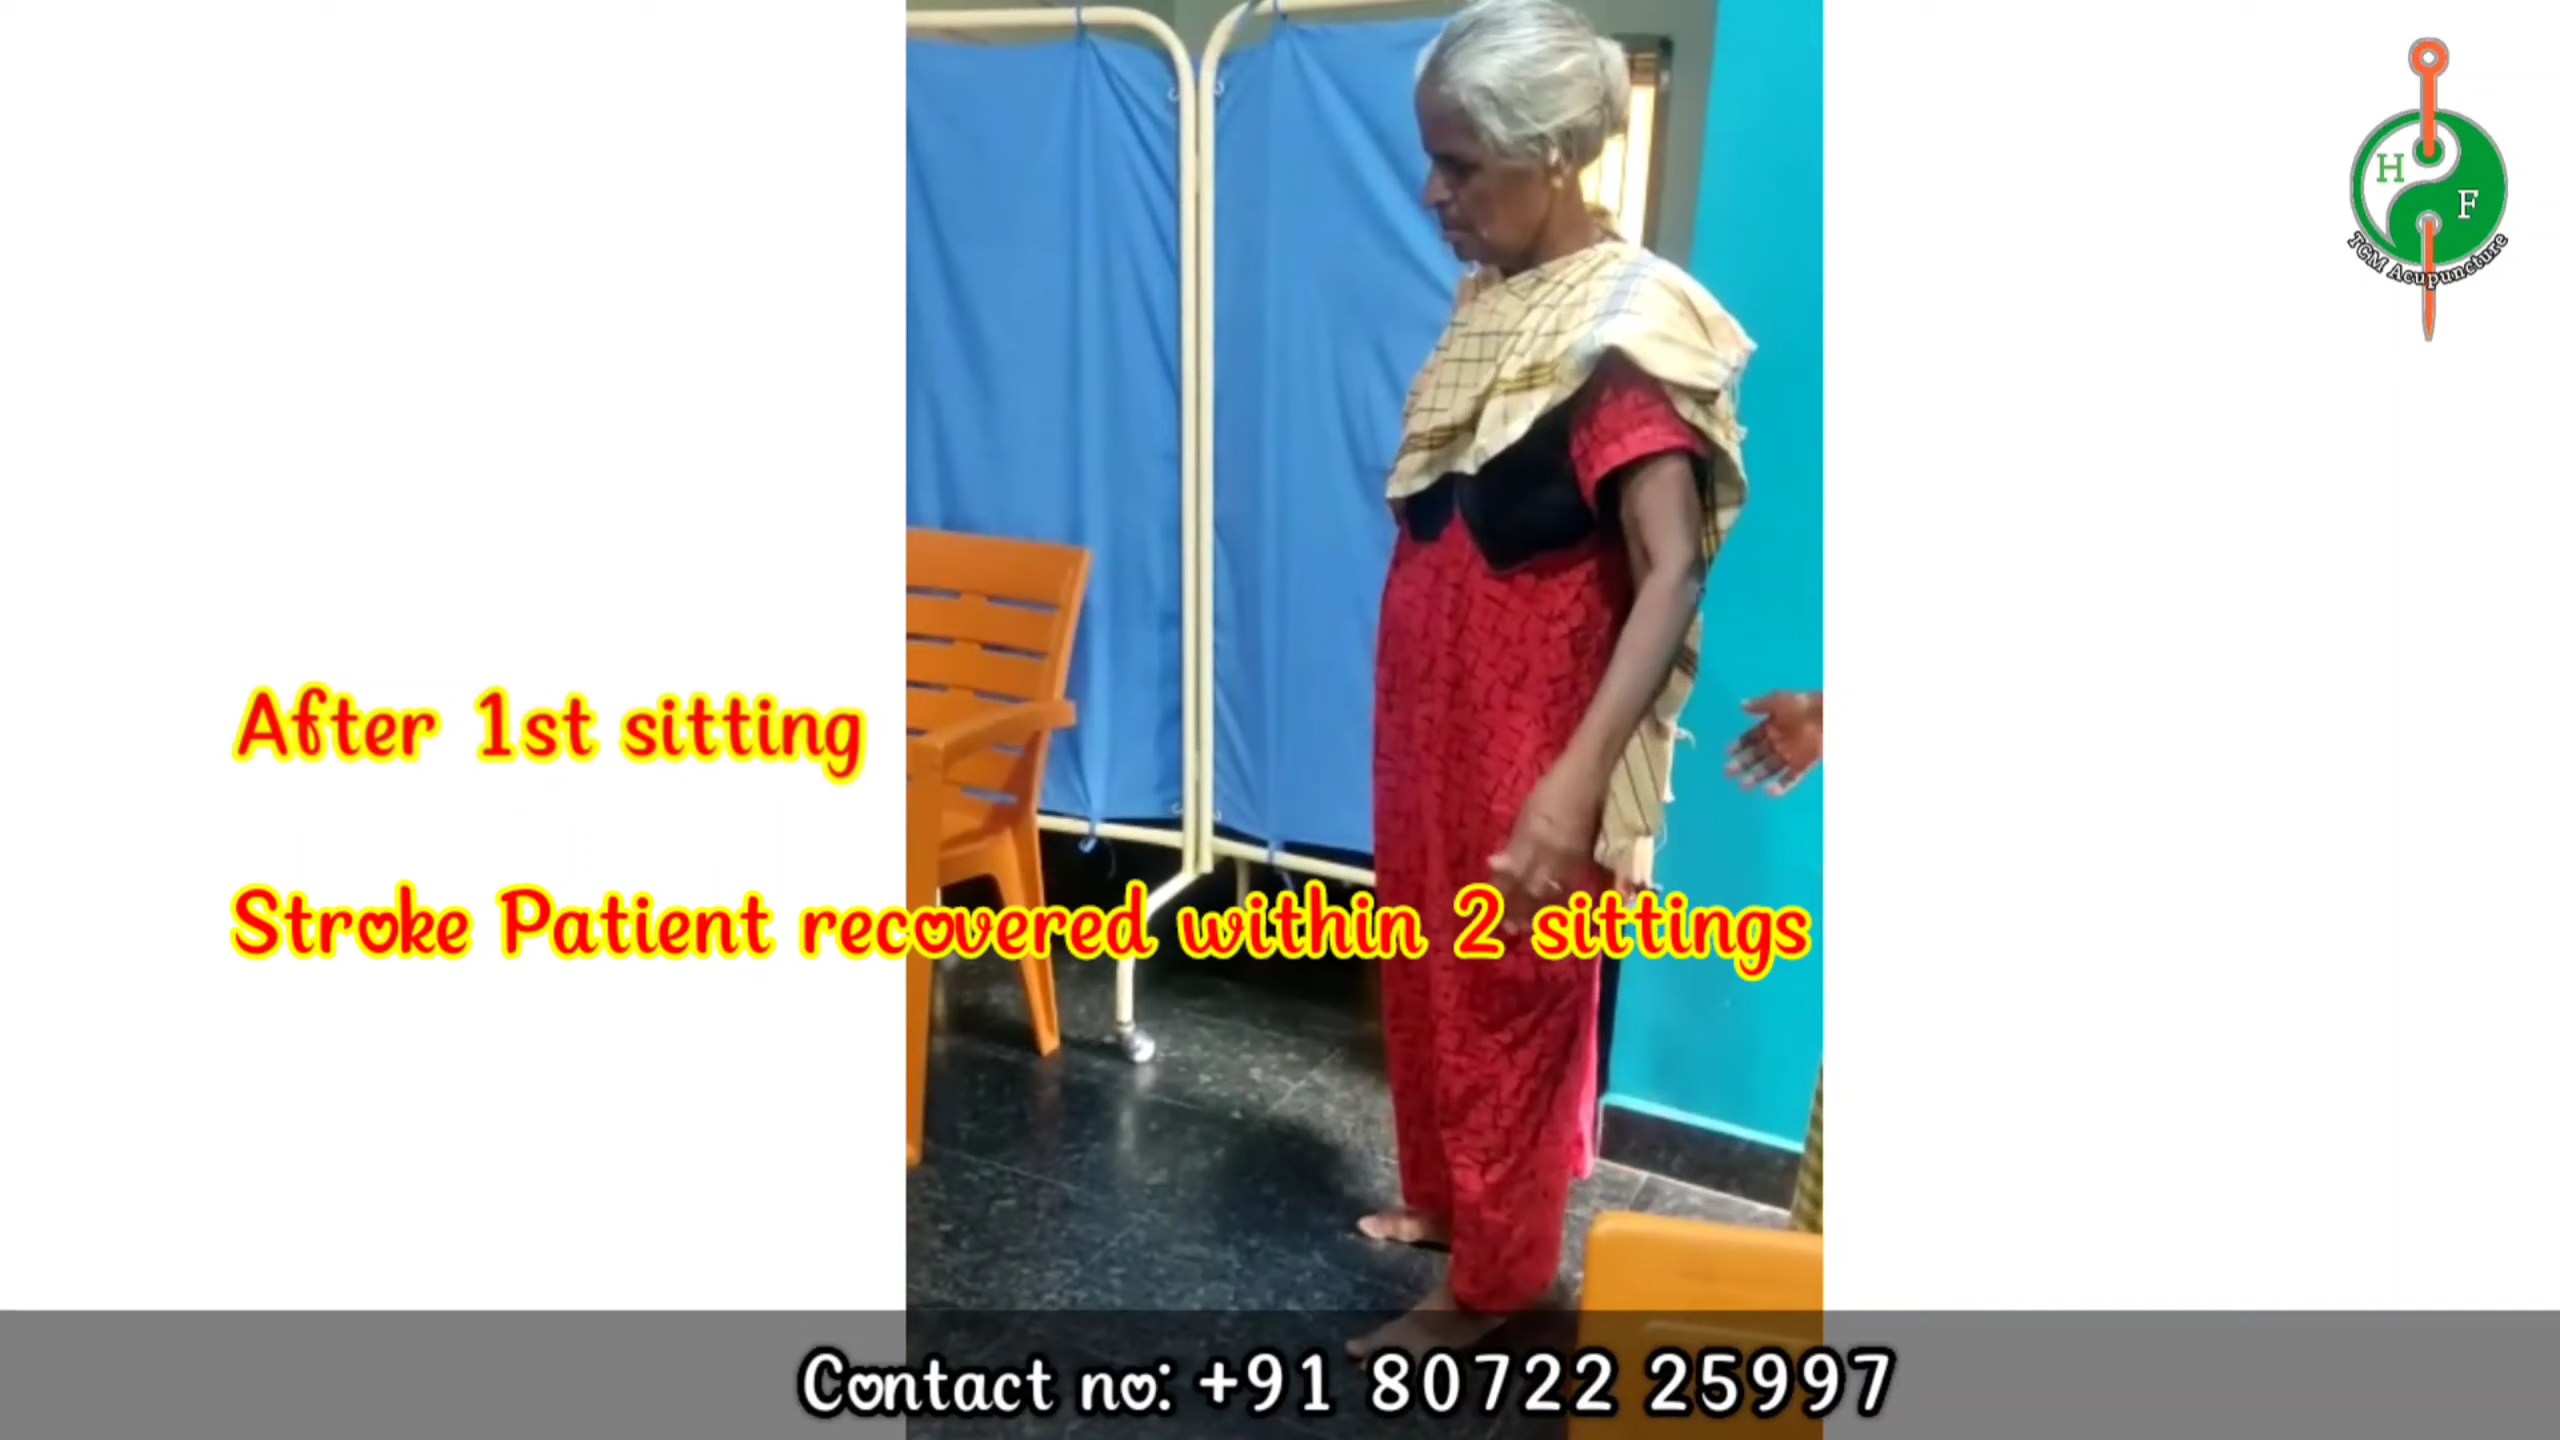 H
F
TCM Acupuncture
After 1st sitting
Stroke Patient recovered within 2 sittings
Contact no: +91 80722 25997